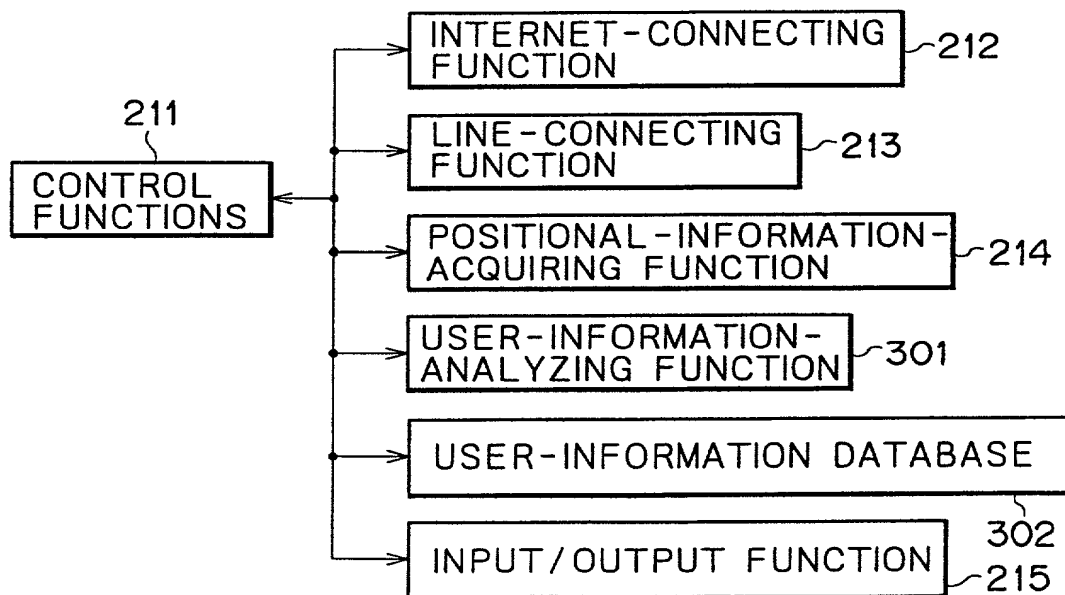 INTERNET-CONNECTING
FUNCTION
212
211
LINE-CONNECTING
FUNCTION
213
CONTROL
FUNCTIONS
POSITIONAL-INFORMATION-
ACQUIRING FUNCTION
214
USER-INFORMATION-
ANALYZING FUNCTION
301
USER-INFORMATION DATABASE
302
INPUT/OUTPUT FUNCTION
215